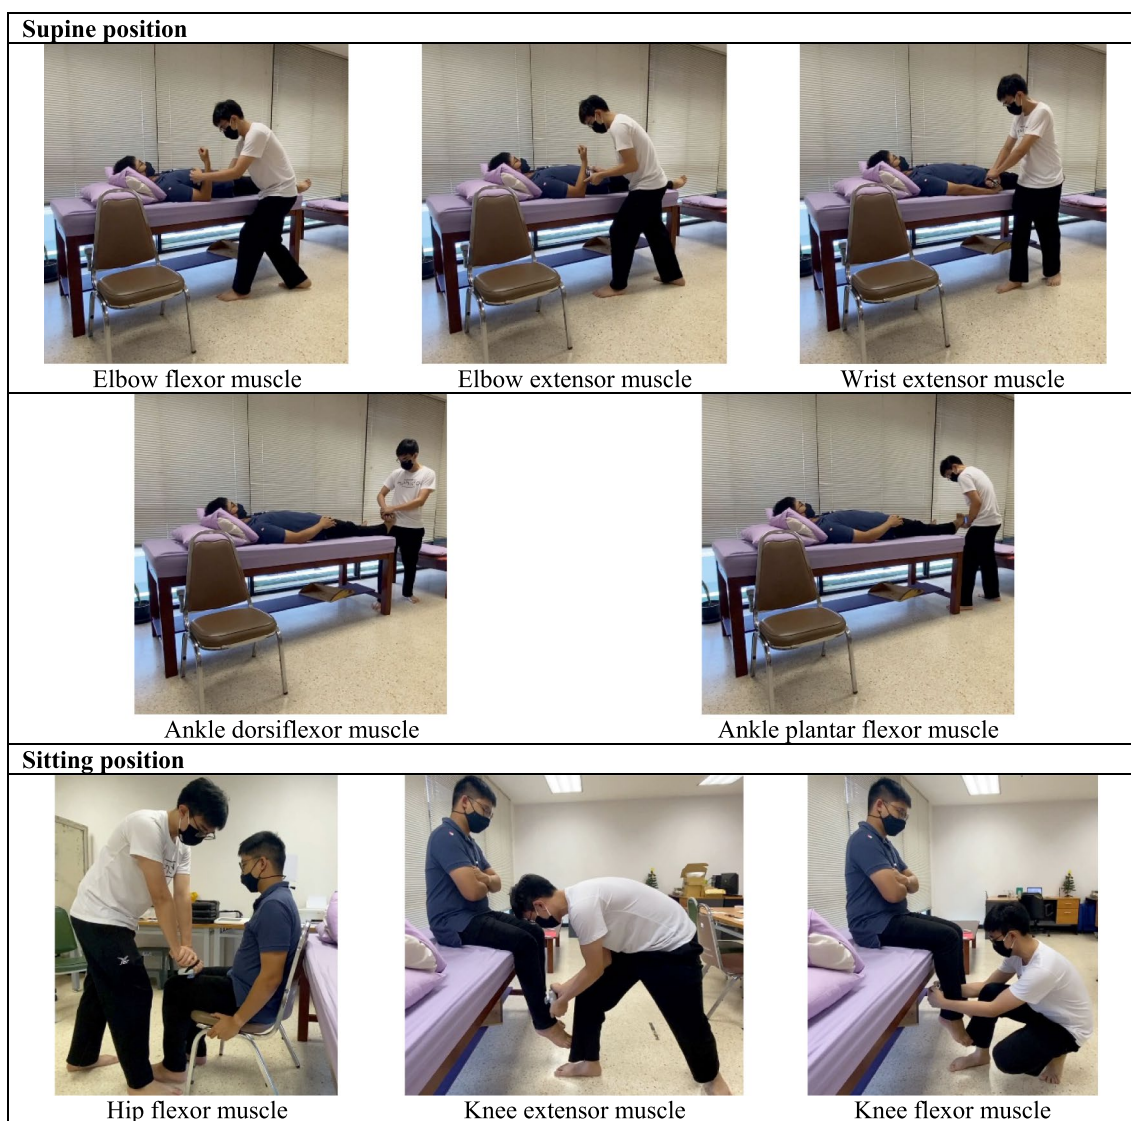 Supine position
Elbow flexor muscle
Elbow extensor muscle
Wrist extensor muscle
Ankle dorsiflexor muscle
Ankle plantar flexor muscle
Sitting position
Hip flexor muscle
Knee extensor muscle
Knee flexor muscle